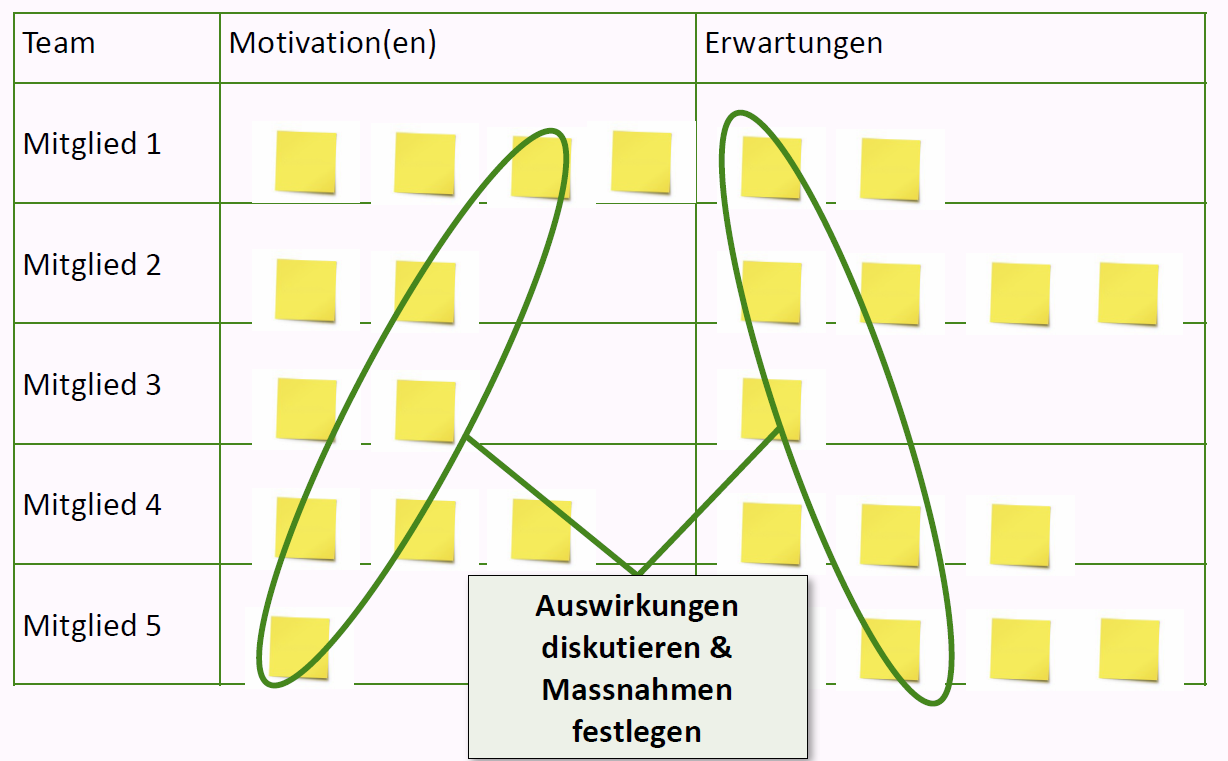 Team
Motivation(en)
Erwartungen
Mitglied 1
Mitglied 2
Mitglied 3
Mitglied 4
Mitglied 5
Auswirkungen
diskutieren &
Massnahmen
festlegen